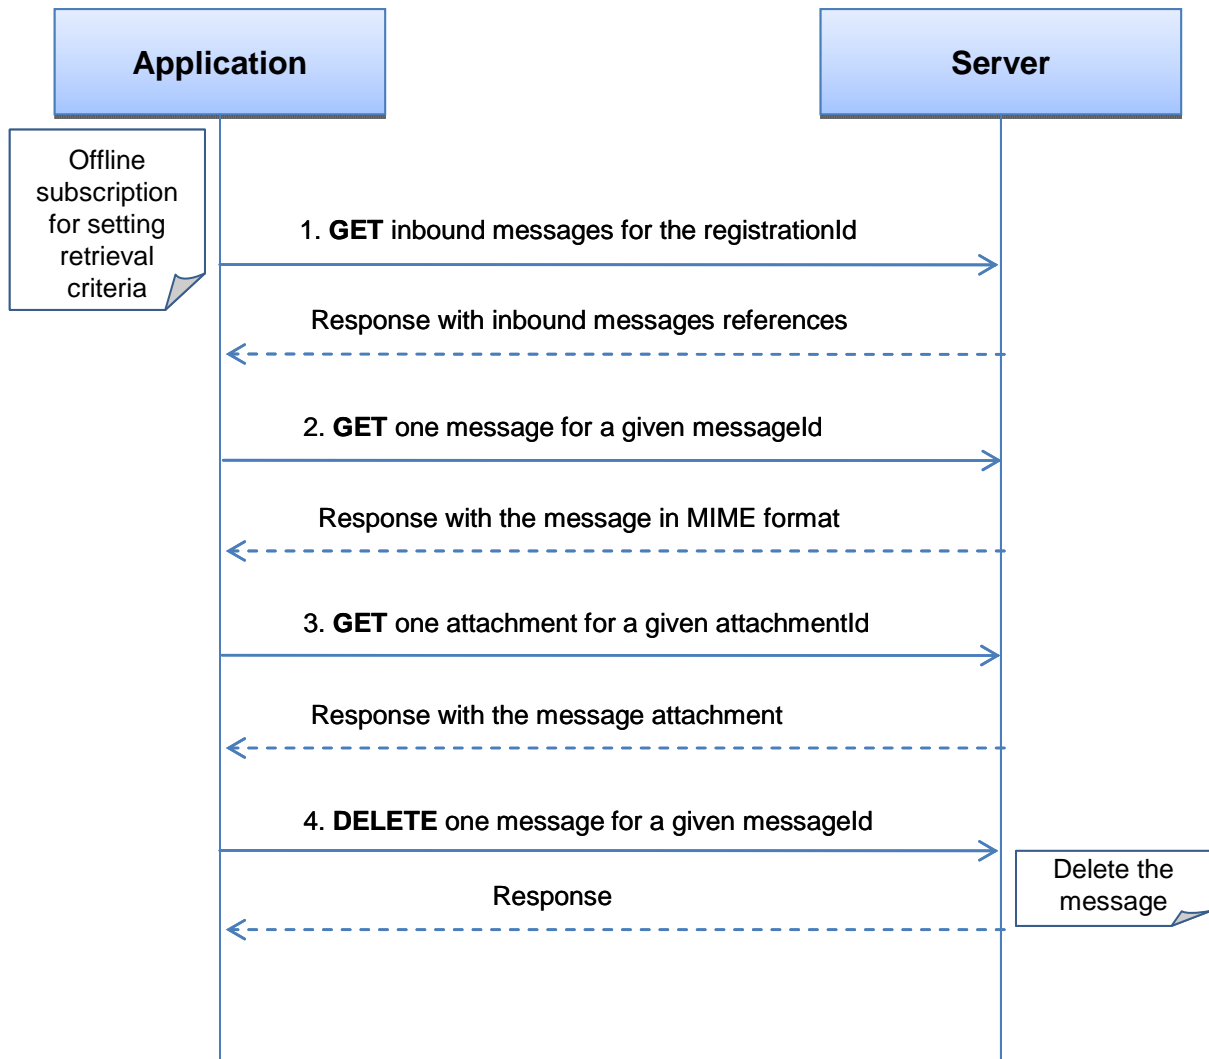 Application
Server
Offline
subscription
for setting
retrieval
criteria
1. GET inbound messages for the registrationId
Response with inbound messages references
2. GET one message for a given messageId
Response with the message in MIME format
3. GET one attachment for a given attachmentId
Response with the message attachment
4. DELETE one message for a given messageId
Delete the
message
Response